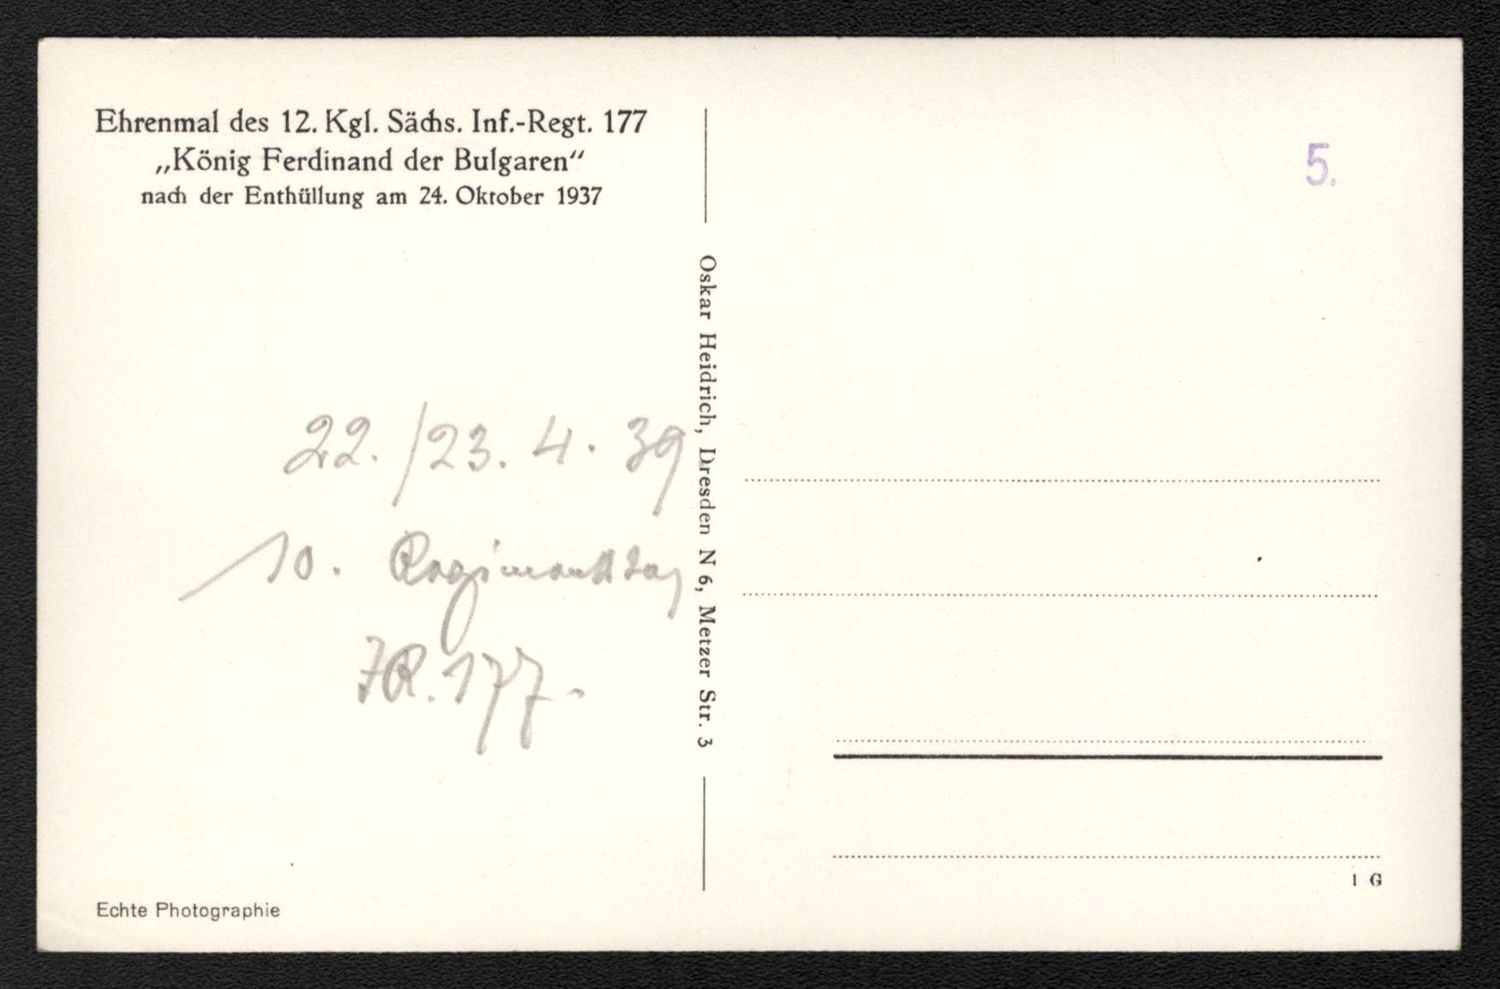 Ehrenmal des 12. Kgl. Sächs. Inf.-Regt. 177
„König Ferdinand der Bulgaren“
nach der Enthüllung am 24. Oktober 1937
5.
Oskar Heidrich, Dresden N 6, Metzer Str. 3
22./23. 4. 39
10. Regimentstag
JR. 177.
1 G
Echte Photographie